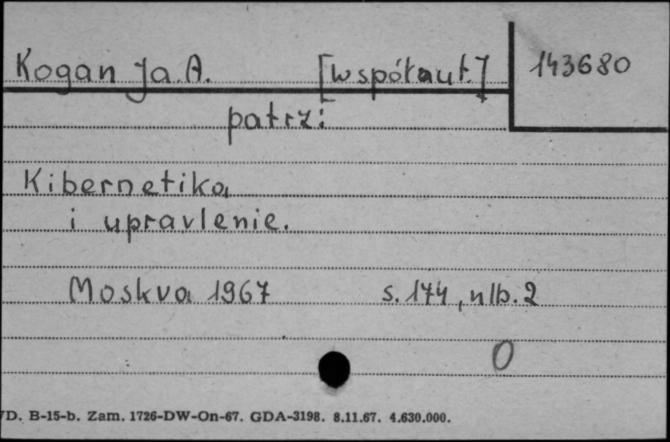 Kogan Ja. A. [współaut.] 143680
patrz:
Kibernetika
i upravlenie.
Moskva 1967 s. 174, nlb. 2
0
D. B-15-b. Zam. 1726-DW-On-67. GDA-3198. 8.11.67. 4.630.000.